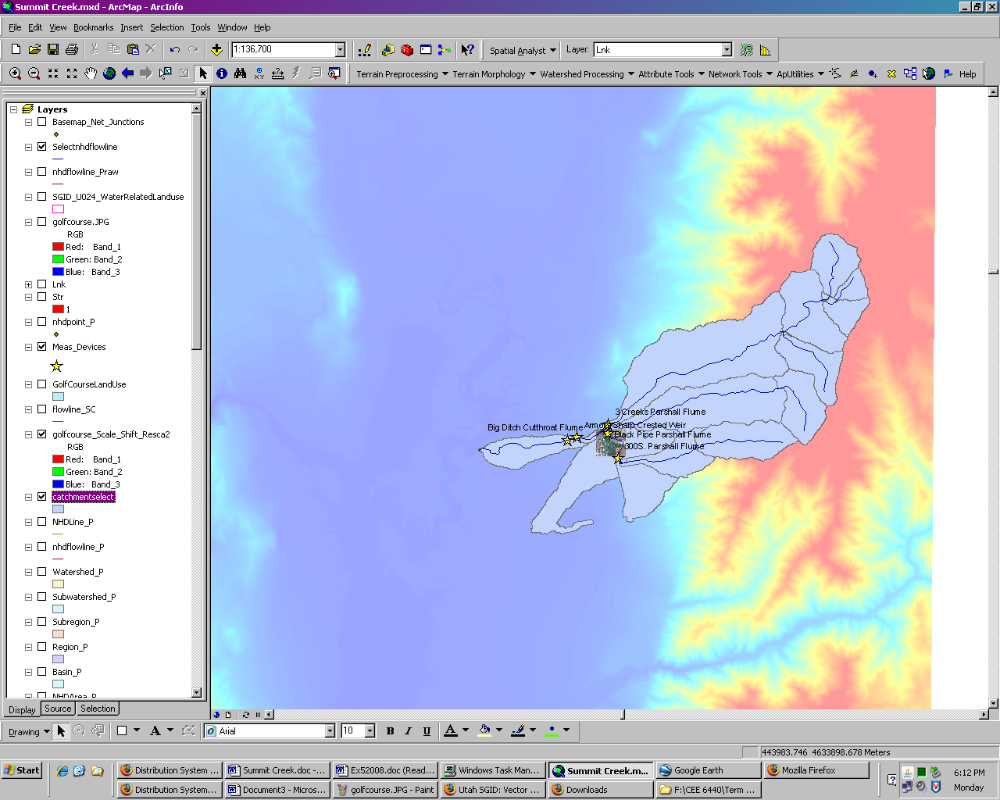 Summit Creek.mxd - ArcMap - ArcInfo
File Edit View Bookmarks Insert Selection Tools Window Help
1:136,700 Spatial Analyst Layer: Lnk
Terrain Preprocessing Terrain Morphology Watershed Processing Attribute Tools Network Tools ApUtilities Help
Layers
Basemap_Net_Junctions
Selectnhdflowline
nhdflowline_Praw
SGID_U024_WaterRelatedLanduse
golfcourse.JPG
RGB
Red: Band_1
Green: Band_2
Blue: Band_3
Lnk
Str
1
nhdpoint_P
Meas_Devices
GolfCourseLandUse
flowline_SC
golfcourse_Scale_Shift_Resca2
RGB
Red: Band_1
Green: Band_2
Blue: Band_3
catchmentselect
NHDLine_P
nhdflowline_P
Watershed_P
Subwatershed_P
Subregion_P
Region_P
Basin_P
NHDArea_P
Display Source Selection
3 Creeks Parshall Flume
Big Ditch Cutthroat Flume
Sharp Crested Weir
Black Pipe Parshall Flume
300S. Parshall Flume
Drawing A Arial 10 B I U A
443983.746 4633898.678 Meters
Start Distribution System ... Summit Creek.doc -... Ex52008.doc (Read... Windows Task Man... Summit Creek.m... Google Earth Mozilla Firefox 6:12 PM
Distribution System ... Document3 - Micros... golfcourse.JPG - Paint Utah SGID: Vector ... Downloads F:\CEE 6440\Term ... Monday